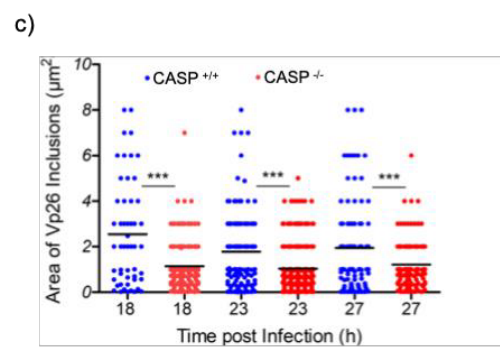 c)
CASP +/+ CASP -/-
Area of Vp26 Inclusions (µm²
10
8
6
4
2
0
*** *** ***
18 18 23 23 27 27
Time post Infection (h)